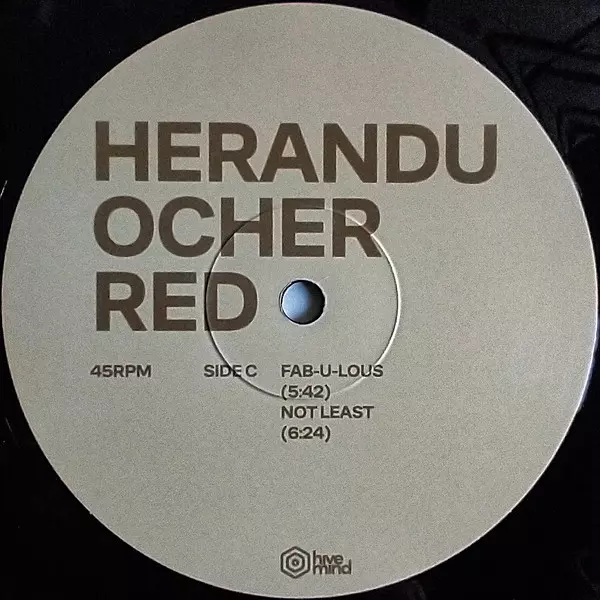 HERANDU
OCHER
RED
45RPM SIDE C FAB-U-LOUS
(5:42)
NOT LEAST
(6:24)
hive
mind